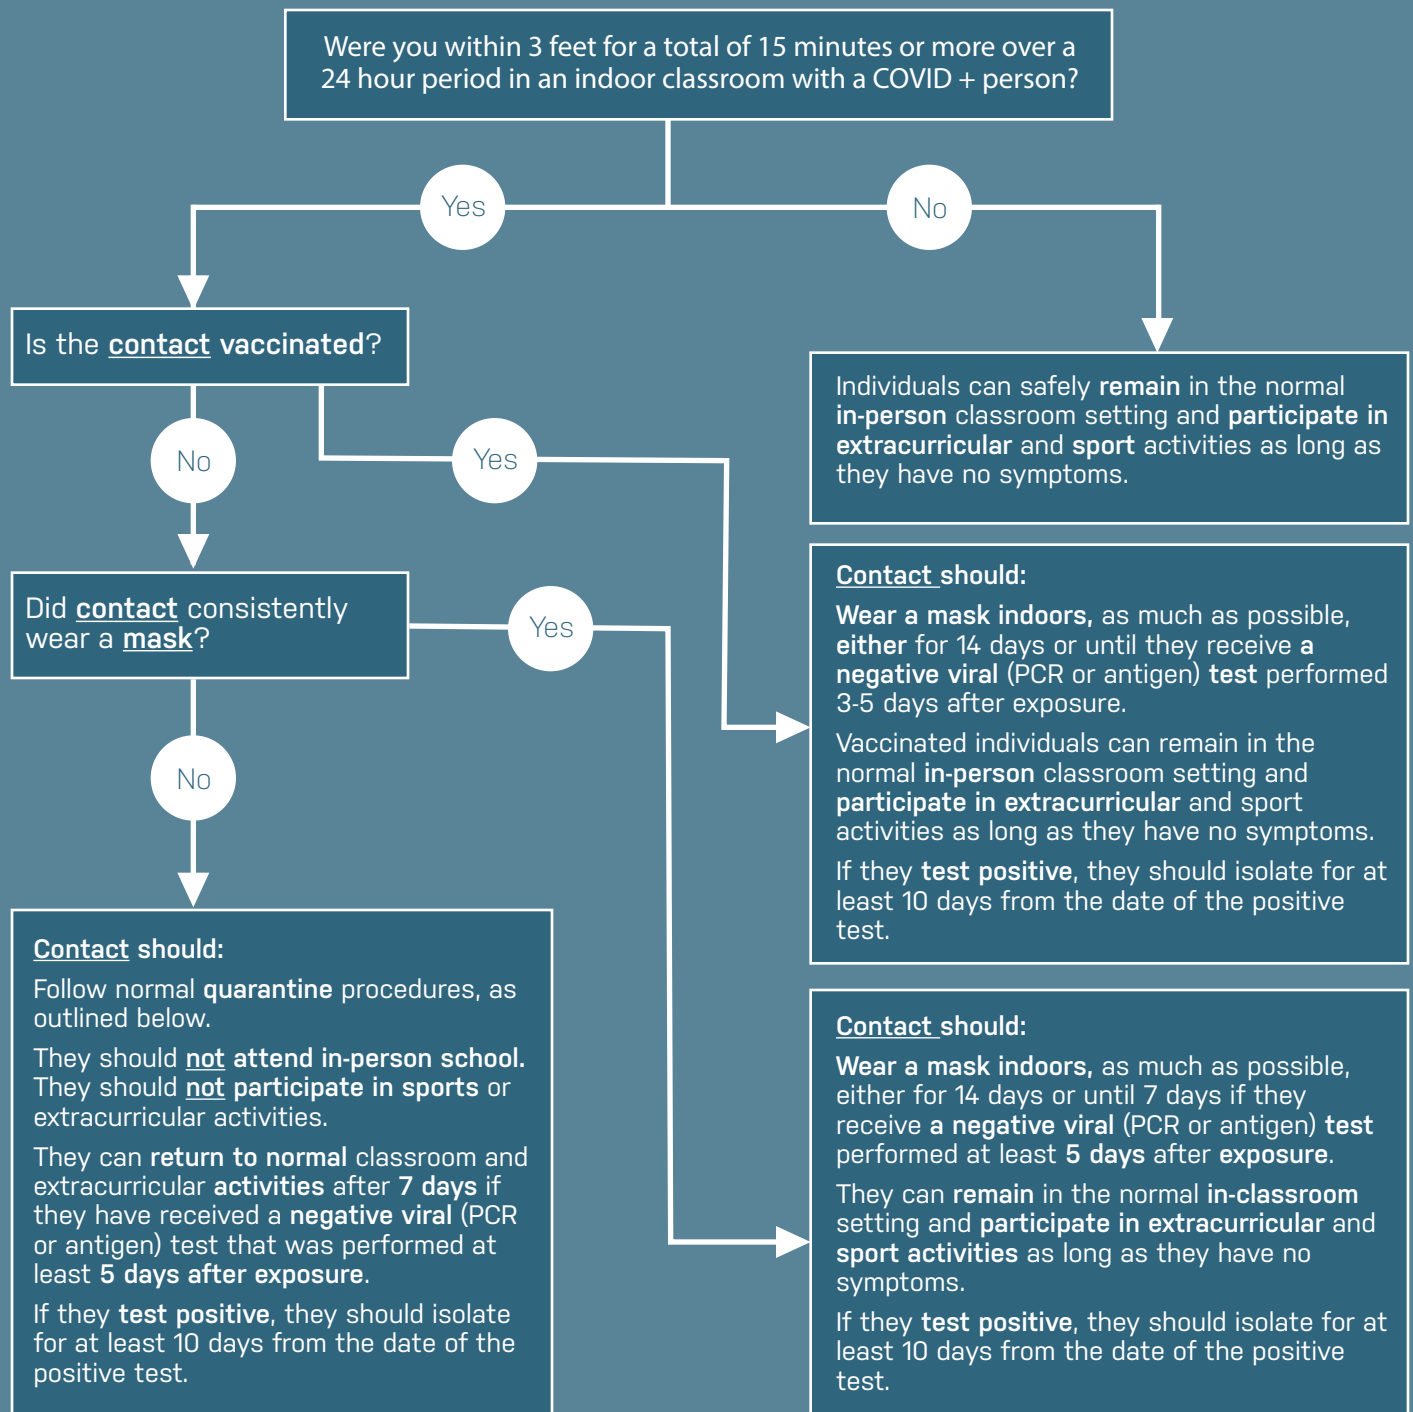 Were you within 3 feet for a total of 15 minutes or more over a
24 hour period in an indoor classroom with a COVID + person?
Yes
No
Is the contact vaccinated?
No
Yes
Individuals can safely remain in the normal
in-person classroom setting and participate in
extracurricular and sport activities as long as
they have no symptoms.
Did contact consistently
wear a mask?
Yes
No
Contact should:
Wear a mask indoors, as much as possible,
either for 14 days or until they receive a
negative viral (PCR or antigen) test performed
3-5 days after exposure.
Vaccinated individuals can remain in the
normal in-person classroom setting and
participate in extracurricular and sport
activities as long as they have no symptoms.
If they test positive, they should isolate for at
least 10 days from the date of the positive
test.
Contact should:
Follow normal quarantine procedures, as
outlined below.
They should not attend in-person school.
They should not participate in sports or
extracurricular activities.
They can return to normal classroom and
extracurricular activities after 7 days if
they have received a negative viral (PCR
or antigen) test that was performed at
least 5 days after exposure.
If they test positive, they should isolate
for at least 10 days from the date of the
positive test.
Contact should:
Wear a mask indoors, as much as possible,
either for 14 days or until 7 days if they
receive a negative viral (PCR or antigen) test
performed at least 5 days after exposure.
They can remain in the normal in-classroom
setting and participate in extracurricular and
sport activities as long as they have no
symptoms.
If they test positive, they should isolate for at
least 10 days from the date of the positive
test.